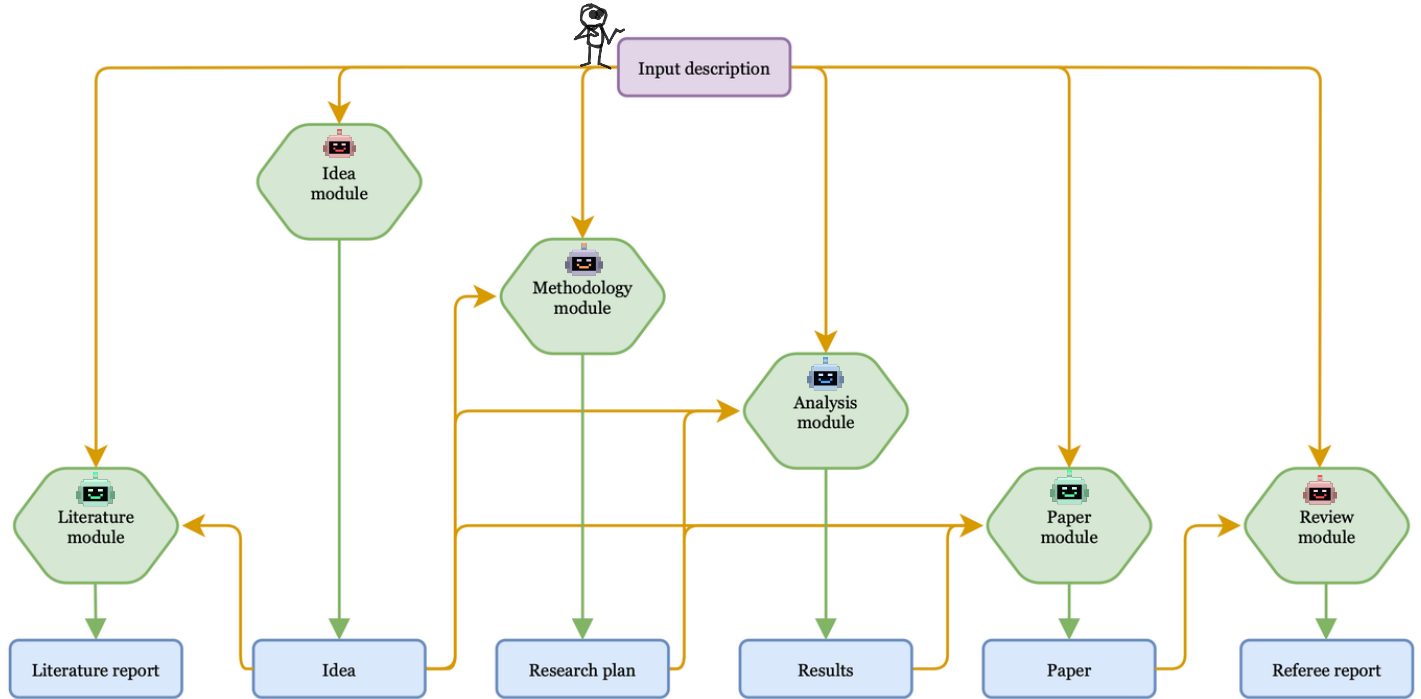 Input description
Idea
module
Methodology
module
Analysis
module
Literature
module
Paper
module
Review
module
Literature report
Idea
Research plan
Results
Paper
Referee report